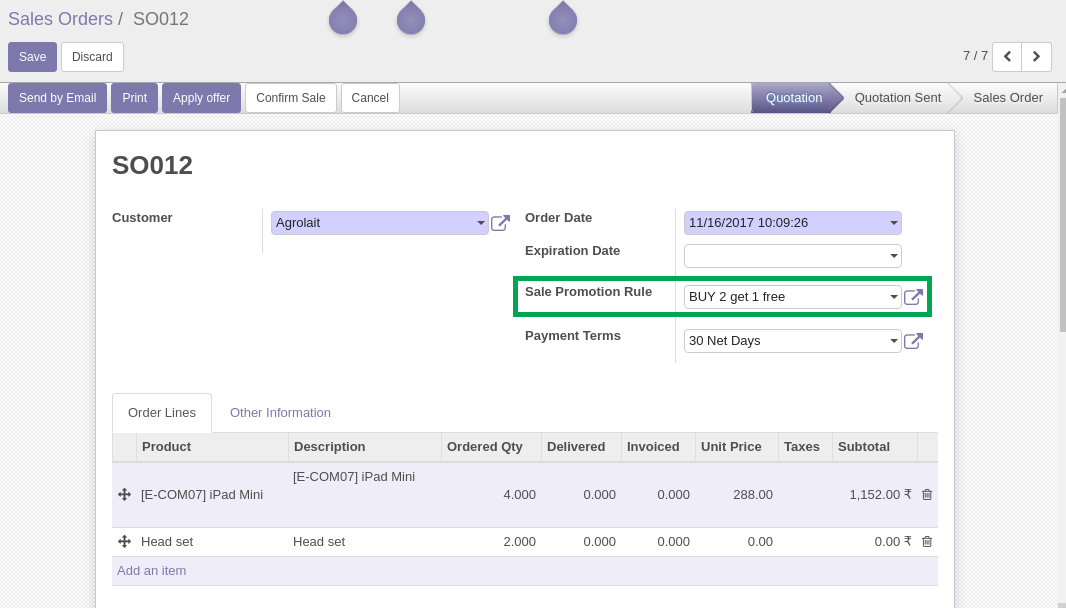 Sales Orders / SO012
Save Discard 7 / 7
Send by Email Print Apply offer Confirm Sale Cancel Quotation Quotation Sent Sales Order
SO012
Customer Agrolait Order Date 11/16/2017 10:09:26
Expiration Date
Sale Promotion Rule BUY 2 get 1 free
Payment Terms 30 Net Days
Order Lines Other Information
Product Description Ordered Qty Delivered Invoiced Unit Price Taxes Subtotal
[E-COM07] iPad Mini [E-COM07] iPad Mini 4.000 0.000 0.000 288.00 1,152.00 ₹
Head set Head set 2.000 0.000 0.000 0.00 0.00 ₹
Add an item